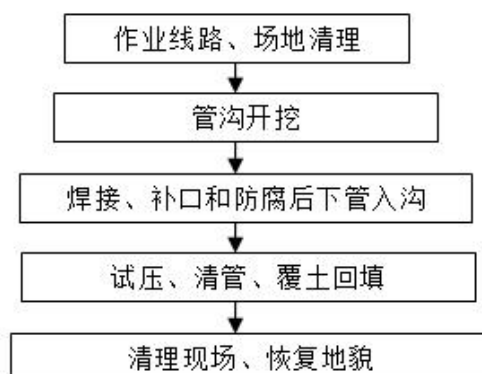 作业线路、场地清理
管沟开挖
焊接、补口和防腐后下管入沟
试压、清管、覆土回填
清理现场、恢复地貌